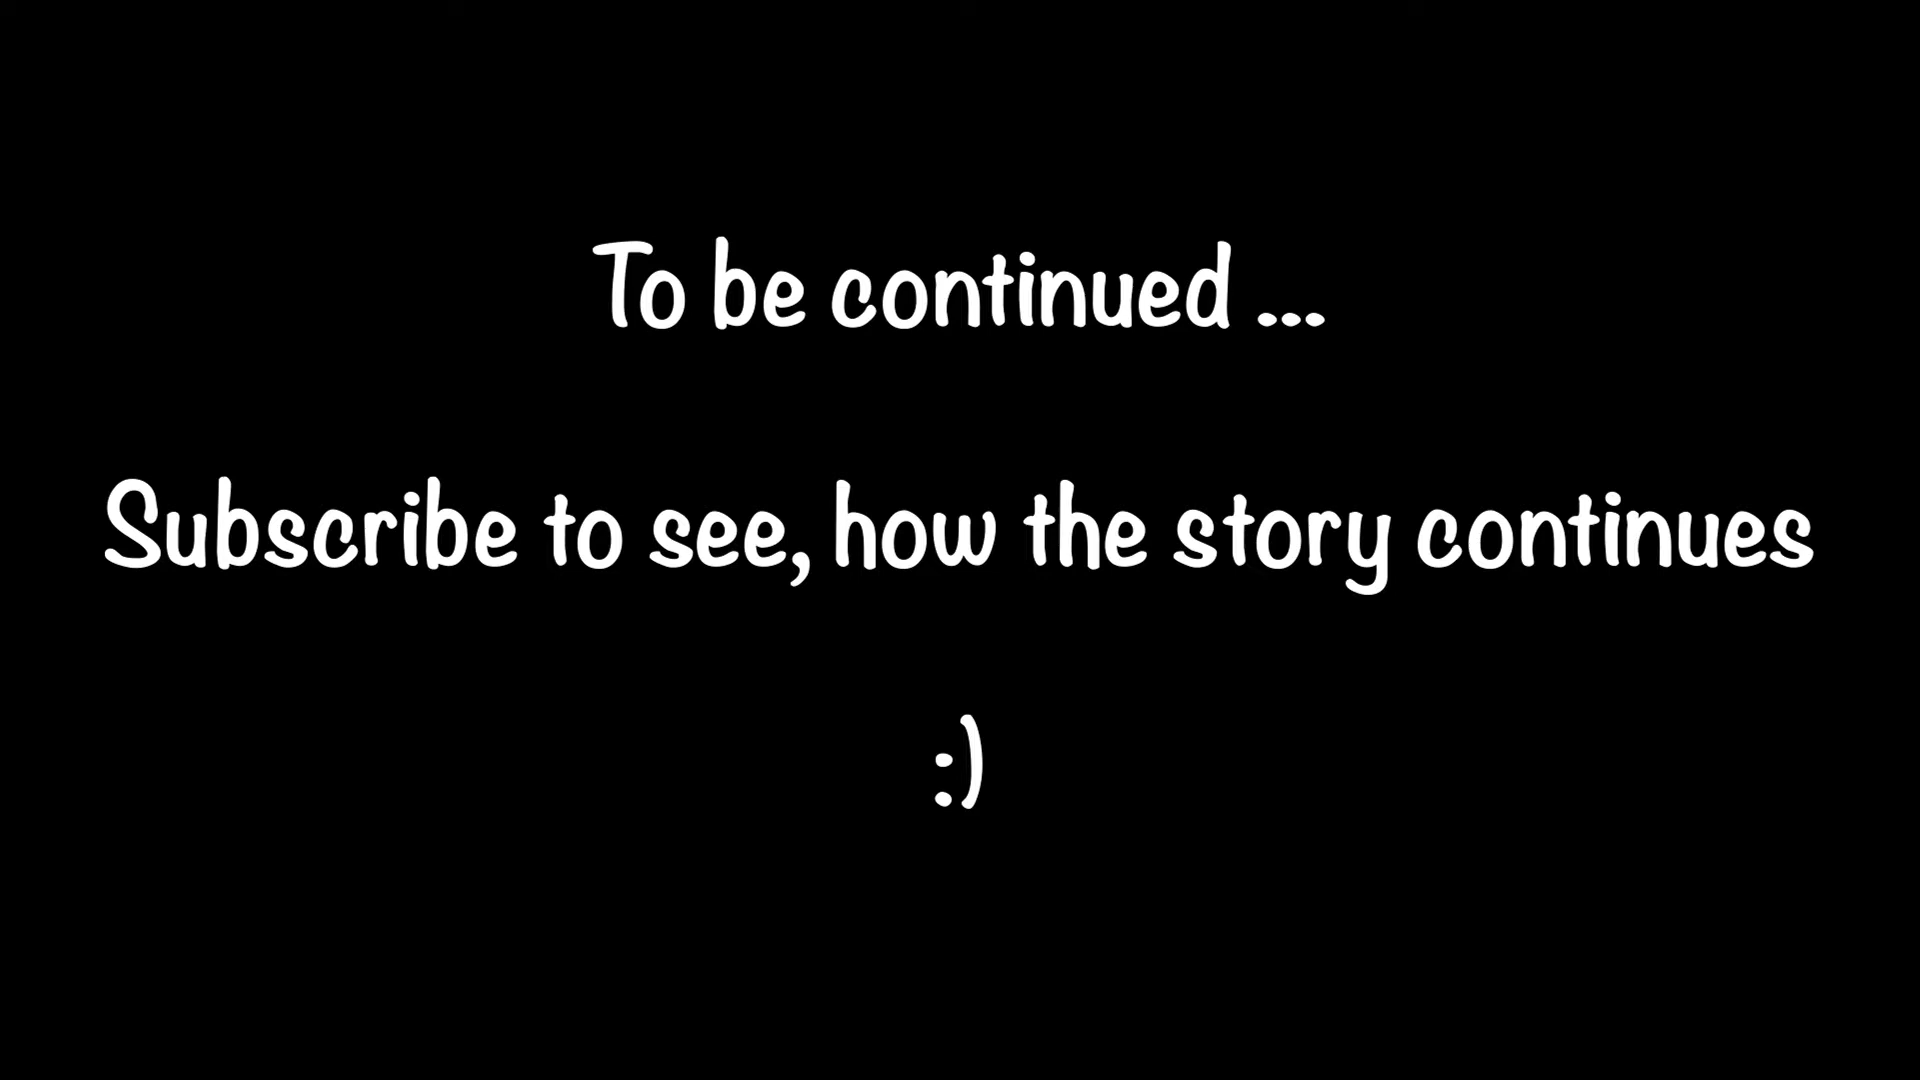 To be continued ...
Subscribe to see, how the story continues
:)